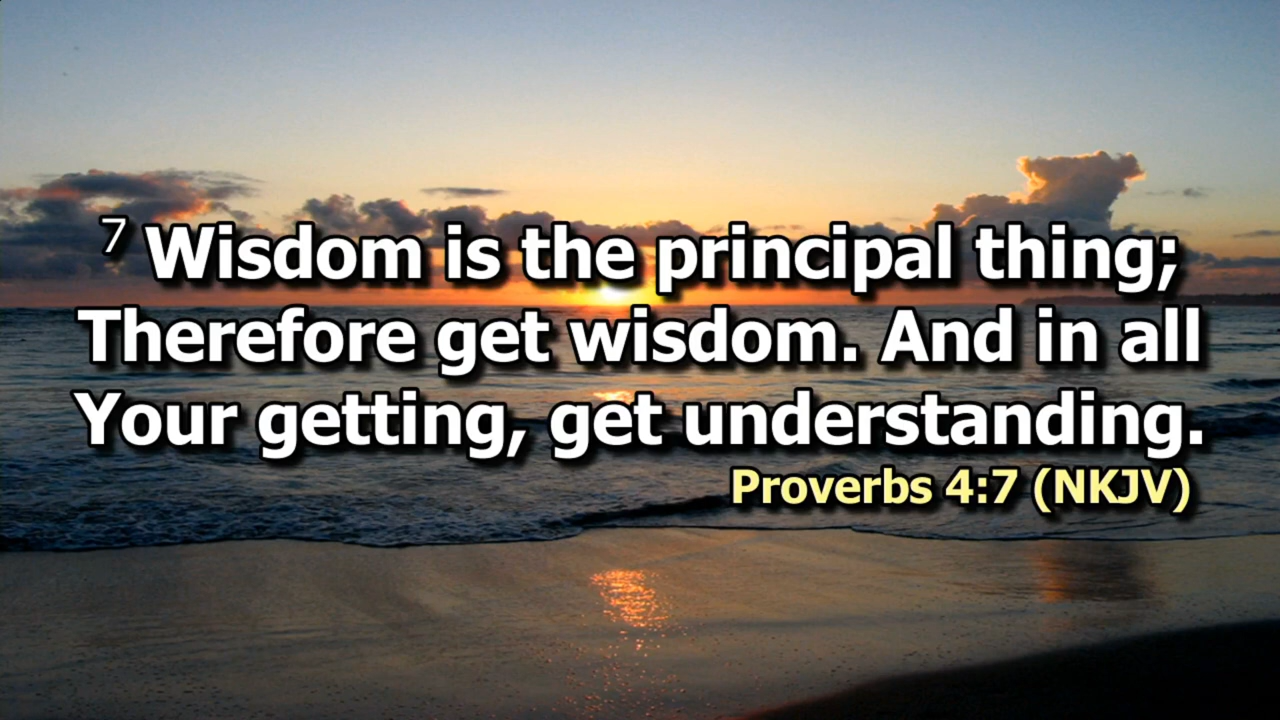 7 Wisdom is the principal thing;
Therefore get wisdom. And in all
Your getting, get understanding.
Proverbs 4:7 (NKJV)